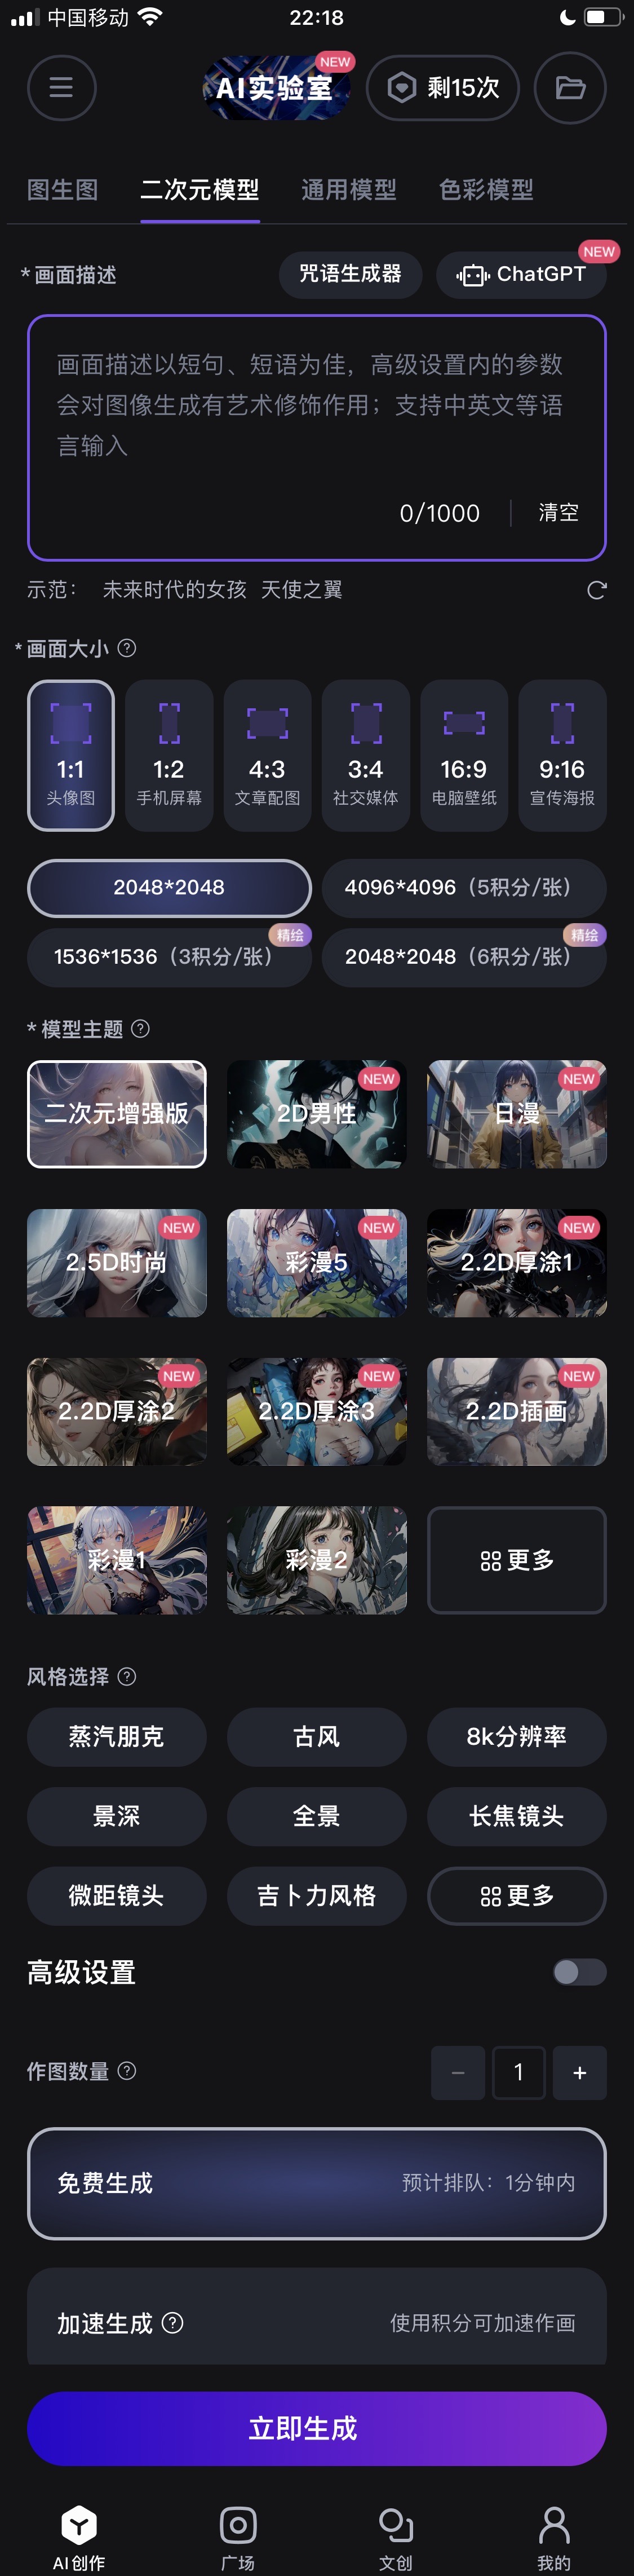 中国移动 22:18
AI实验室 NEW 剩15次
图生图 二次元模型 通用模型 色彩模型
*画面描述 咒语生成器 ChatGPT NEW
画面描述以短句、短语为佳，高级设置内的参数
会对图像生成有艺术修饰作用；支持中英文等语
言输入
0/1000 清空
示范： 未来时代的女孩 天使之翼
*画面大小 ?
1:1 1:2 4:3 3:4 16:9 9:16
头像图 手机屏幕 文章配图 社交媒体 电脑壁纸 宣传海报
2048*2048 4096*4096（5积分/张）
精绘 精绘
1536*1536（3积分/张） 2048*2048（6积分/张）
*模型主题 ?
NEW NEW
二次元增强版 2D男性 日漫
NEW NEW NEW
2.5D时尚 彩漫5 2.2D厚涂1
NEW NEW NEW
2.2D厚涂2 2.2D厚涂3 2.2D插画
彩漫1 彩漫2 更多
风格选择 ?
蒸汽朋克 古风 8k分辨率
景深 全景 长焦镜头
微距镜头 吉卜力风格 更多
高级设置
作图数量 ? − 1 +
免费生成 预计排队：1分钟内
加速生成 ? 使用积分可加速作画
立即生成
AI创作 广场 文创 我的